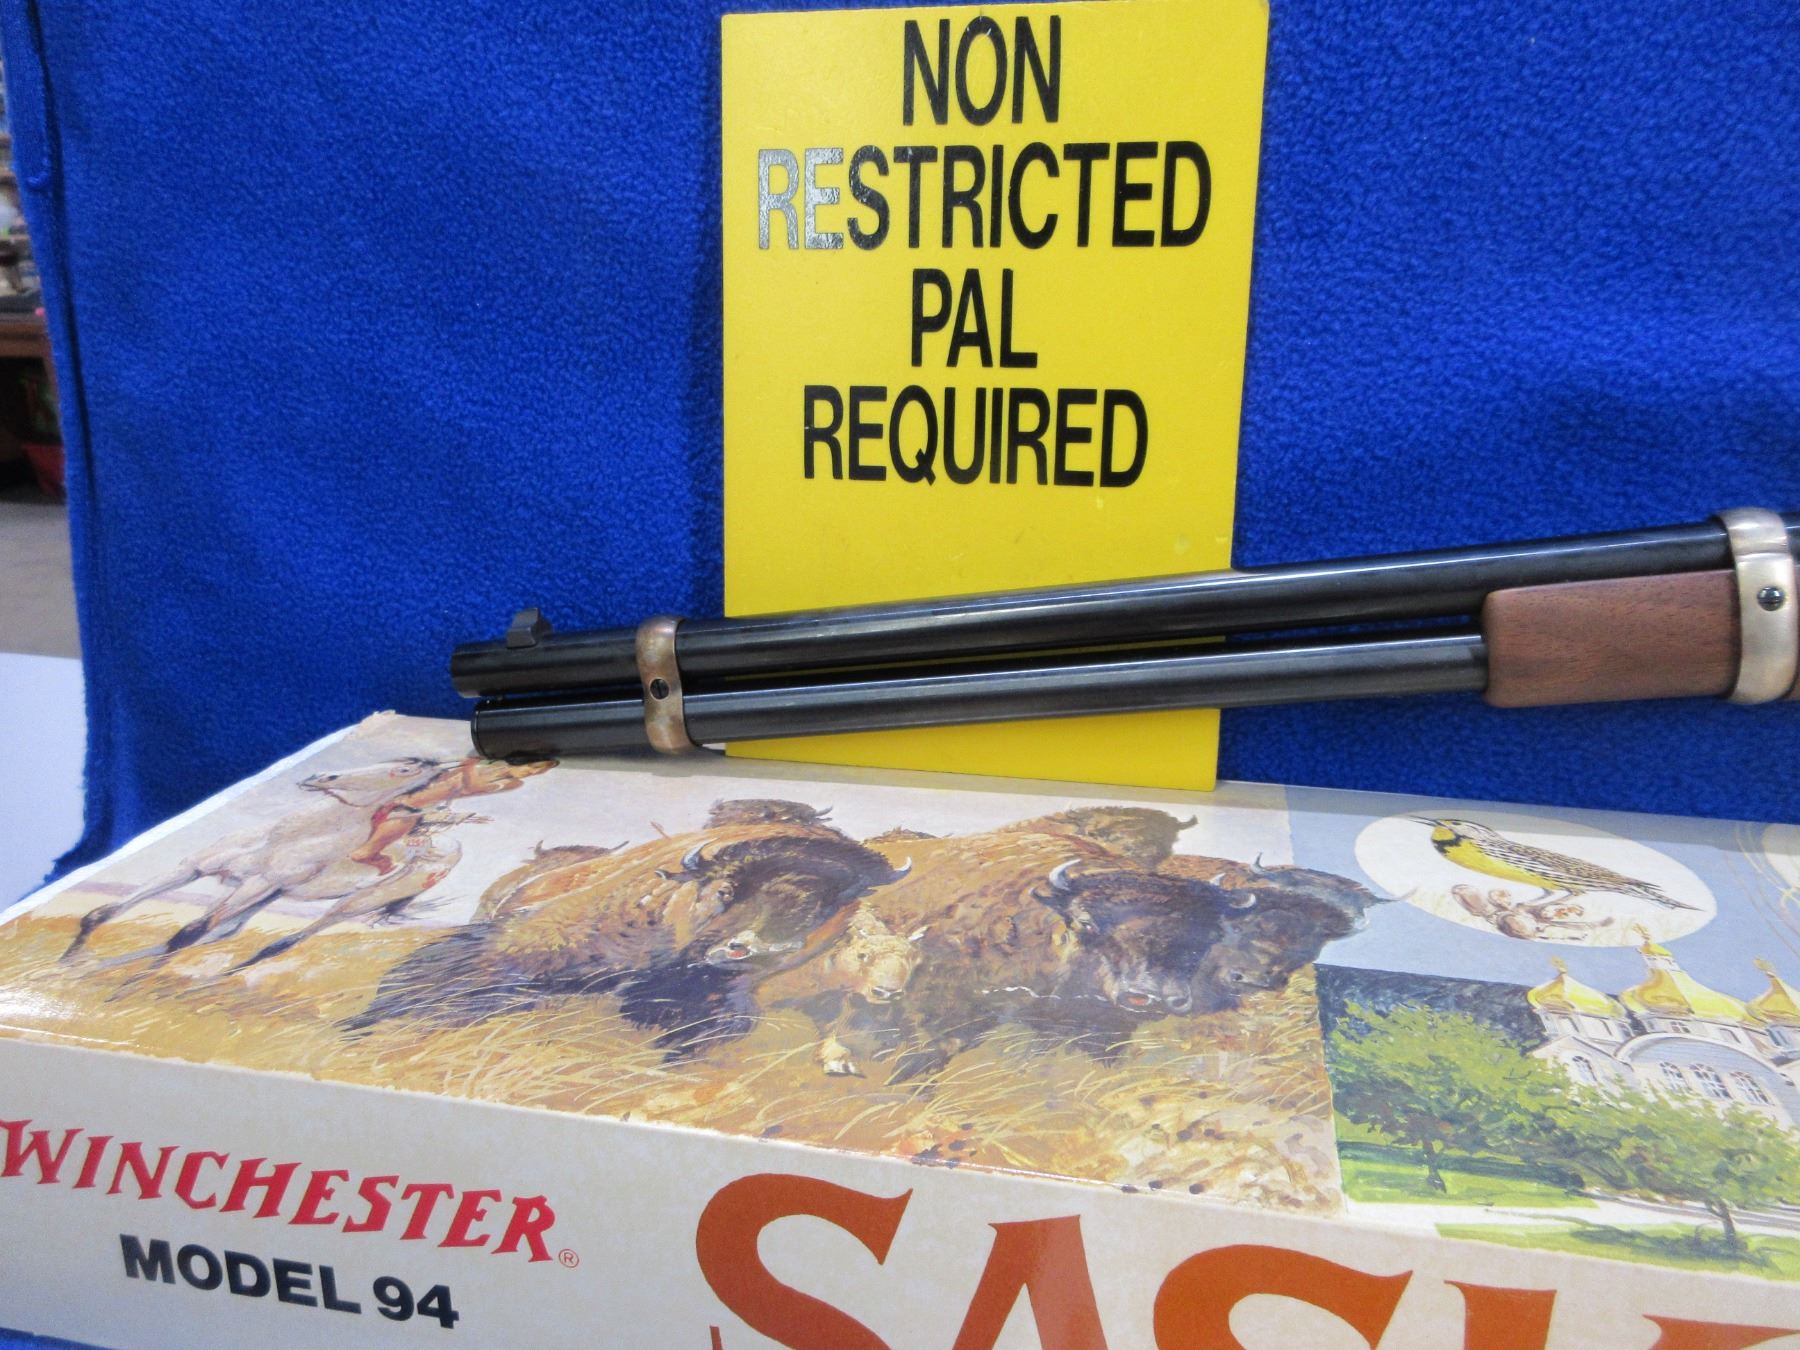 NON
RESTRICTED
PAL
REQUIRED
WINCHESTER®
MODEL 94